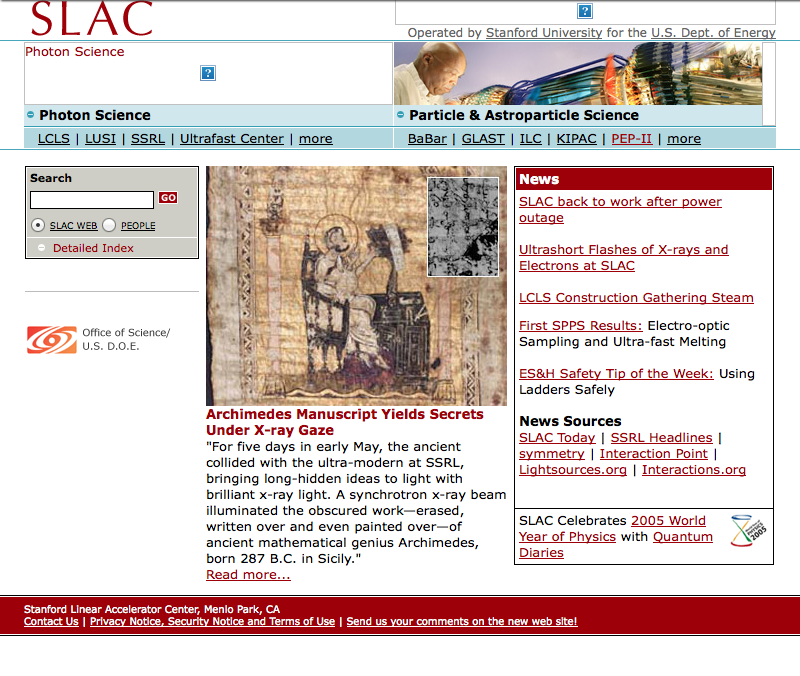 SLAC
Operated by Stanford University for the U.S. Dept. of Energy
Photon Science
Photon Science
Particle & Astroparticle Science
LCLS | LUSI | SSRL | Ultrafast Center | more
BaBar | GLAST | ILC | KIPAC | PEP-II | more
Search
GO
SLAC WEB PEOPLE
Detailed Index
Office of Science/
U.S. D.O.E.
Archimedes Manuscript Yields Secrets
Under X-ray Gaze
"For five days in early May, the ancient
collided with the ultra-modern at SSRL,
bringing long-hidden ideas to light with
brilliant x-ray light. A synchrotron x-ray beam
illuminated the obscured work—erased,
written over and even painted over—of
ancient mathematical genius Archimedes,
born 287 B.C. in Sicily."
Read more...
News
SLAC back to work after power
outage
Ultrashort Flashes of X-rays and
Electrons at SLAC
LCLS Construction Gathering Steam
First SPPS Results: Electro-optic
Sampling and Ultra-fast Melting
ES&H Safety Tip of the Week: Using
Ladders Safely
News Sources
SLAC Today | SSRL Headlines |
symmetry | Interaction Point |
Lightsources.org | Interactions.org
SLAC Celebrates 2005 World
Year of Physics with Quantum
Diaries
2005
Stanford Linear Accelerator Center, Menlo Park, CA
Contact Us | Privacy Notice, Security Notice and Terms of Use | Send us your comments on the new web site!